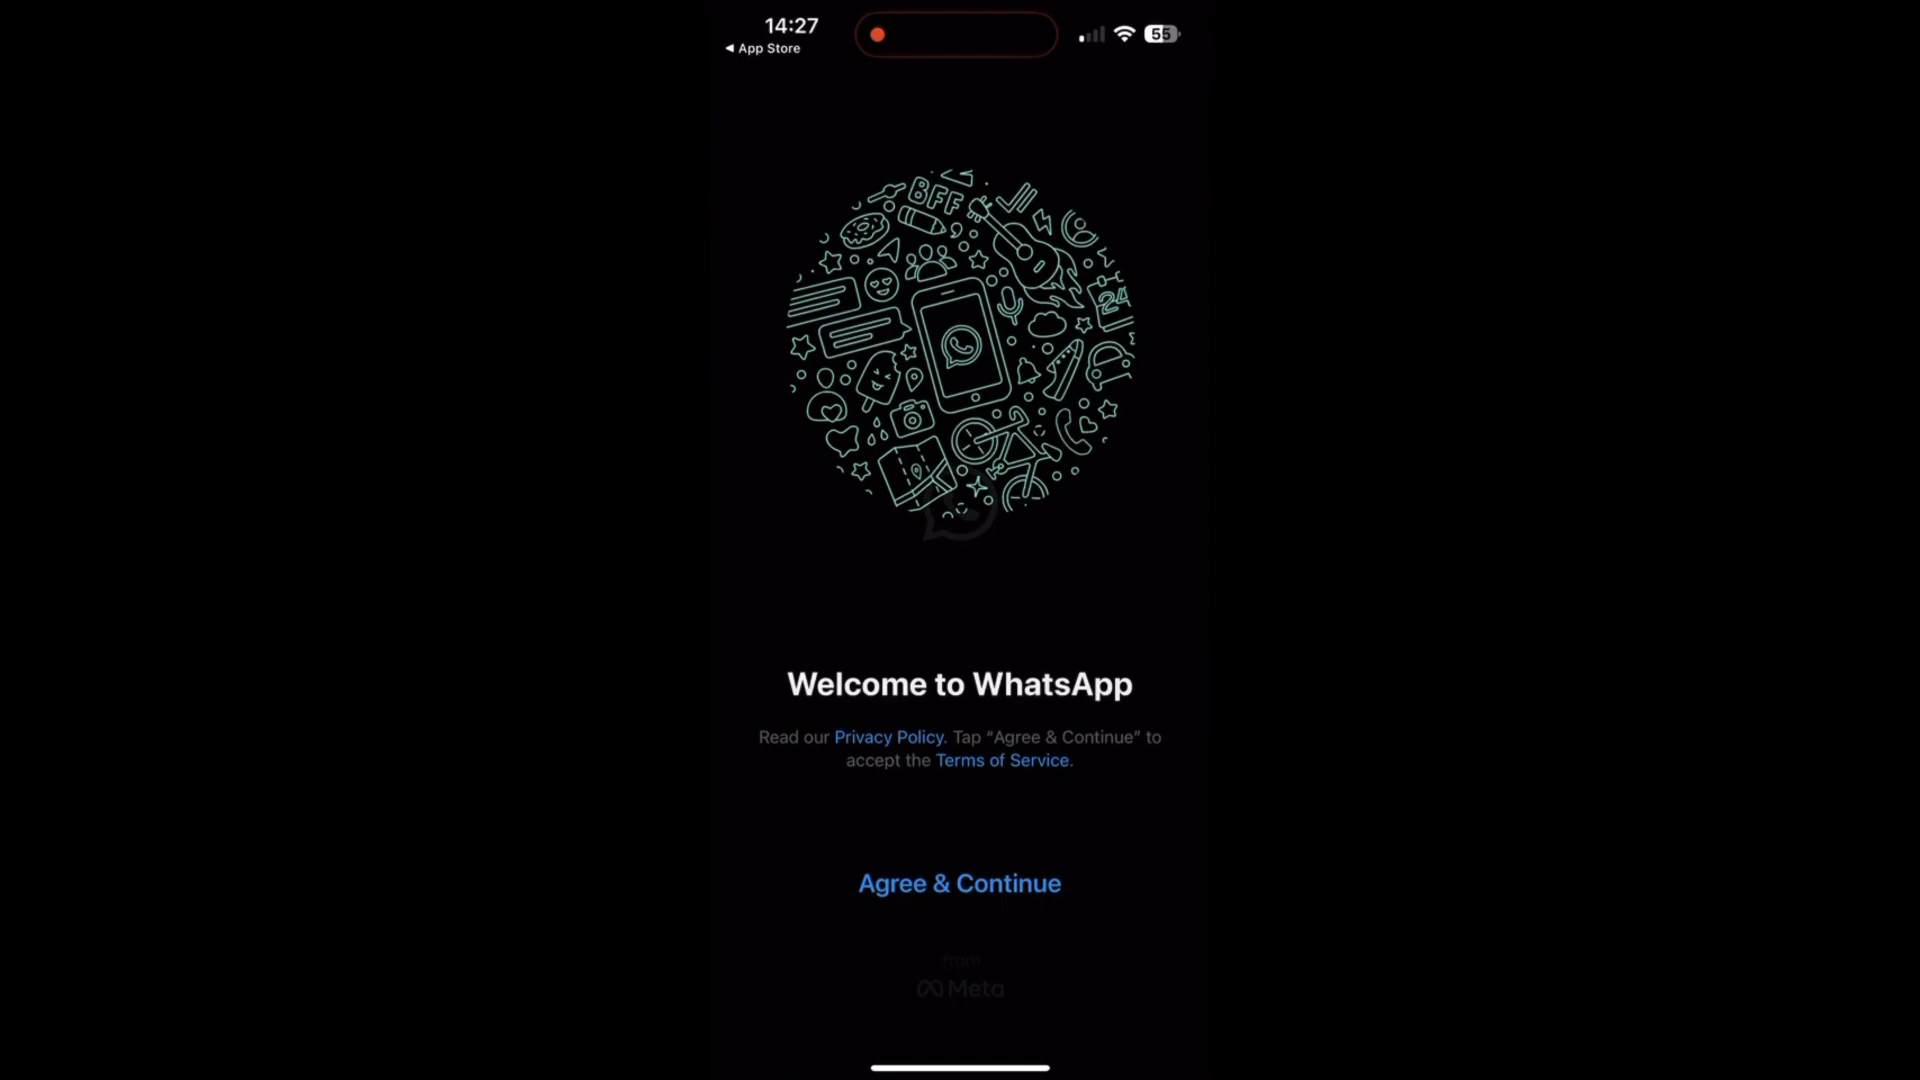 14:27
◀ App Store
55
BFF
24
Welcome to WhatsApp
Read our Privacy Policy. Tap “Agree & Continue” to
accept the Terms of Service.
Agree & Continue
from
Meta